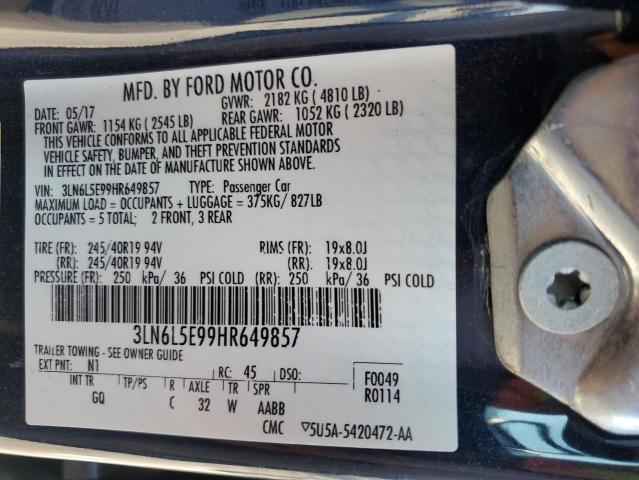 MFD. BY FORD MOTOR CO.
DATE: 05/17 GVWR: 2182 KG ( 4810 LB)
FRONT GAWR: 1154 KG ( 2545 LB) REAR GAWR: 1052 KG ( 2320 LB)
THIS VEHICLE CONFORMS TO ALL APPLICABLE FEDERAL MOTOR
VEHICLE SAFETY, BUMPER, AND THEFT PREVENTION STANDARDS
IN EFFECT ON THE DATE OF MANUFACTURE SHOWN ABOVE.
VIN: 3LN6L5E99HR649857 TYPE: Passenger Car
MAXIMUM LOAD = OCCUPANTS + LUGGAGE = 375KG/ 827LB
OCCUPANTS = 5 TOTAL; 2 FRONT, 3 REAR
TIRE (FR): 245/40R19 94V RIMS (FR): 19x8.0J
(RR): 245/40R19 94V (RR): 19x8.0J
PRESSURE (FR): 250 kPa/ 36 PSI COLD (RR): 250 kPa/ 36 PSI COLD
3LN6L5E99HR649857
TRAILER TOWING - SEE OWNER GUIDE
EXT PNT: N1 RC: 45 DSO: F0049
INT TR TP/PS R AXLE TR SPR R0114
GQ C 32 W AABB
CMC ▽5U5A-5420472-AA